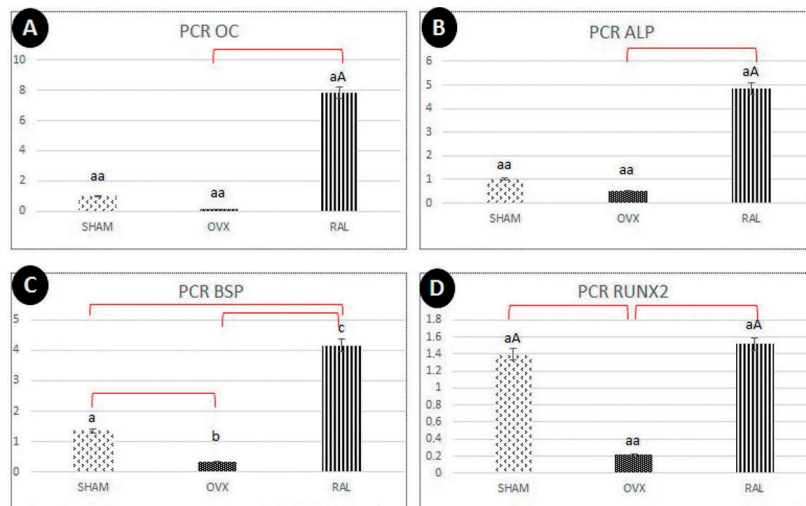 A
PCR OC
10
8
6
4
2
0
aa
aa
aA
SHAM OVX RAL
B
PCR ALP
6
5
4
3
2
1
0
aa
aa
aA
SHAM OVX RAL
C
PCR BSP
5
4
3
2
1
0
a
b
c
SHAM OVX RAL
D
PCR RUNX2
1.8
1.6
1.4
1.2
1
0.8
0.6
0.4
0.2
0
aA
aa
aA
SHAM OVX RAL